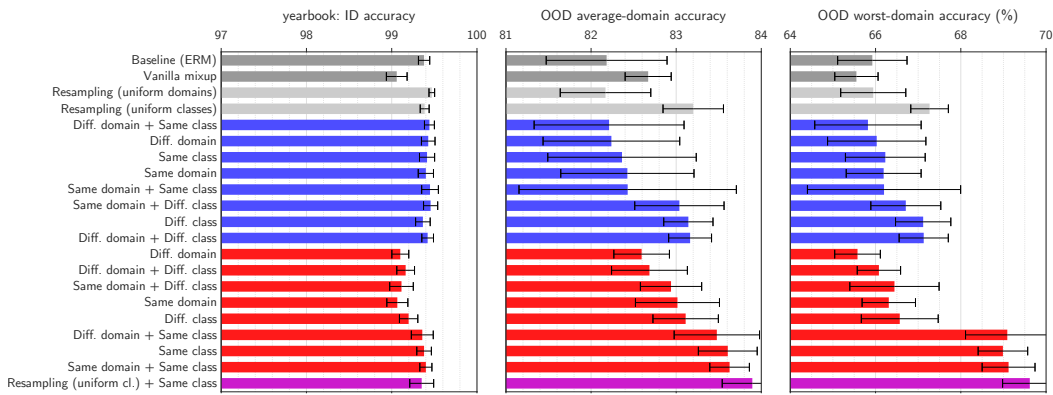 yearbook: ID accuracy
OOD average-domain accuracy
OOD worst-domain accuracy (%)
97 98 99 100
81 82 83 84
64 66 68 70
Baseline (ERM)
Vanilla mixup
Resampling (uniform domains)
Resampling (uniform classes)
Diff. domain + Same class
Diff. domain
Same class
Same domain
Same domain + Same class
Same domain + Diff. class
Diff. class
Diff. domain + Diff. class
Diff. domain
Diff. domain + Diff. class
Same domain + Diff. class
Same domain
Diff. class
Diff. domain + Same class
Same class
Same domain + Same class
Resampling (uniform cl.) + Same class